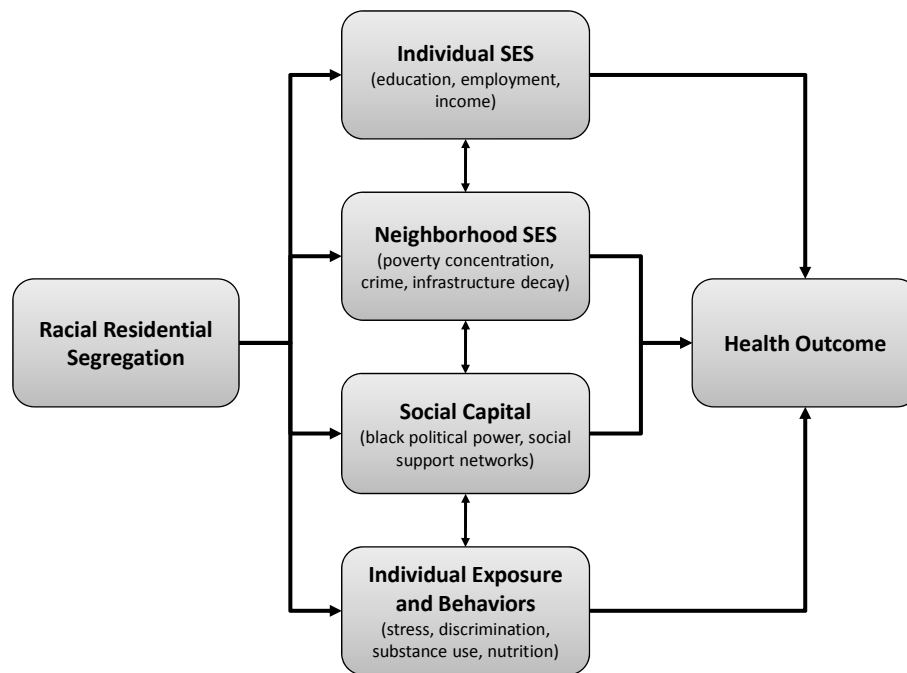 Individual SES
(education, employment,
income)
Neighborhood SES
(poverty concentration,
crime, infrastructure decay)
Racial Residential
Segregation
Health Outcome
Social Capital
(black political power, social
support networks)
Individual Exposure
and Behaviors
(stress, discrimination,
substance use, nutrition)